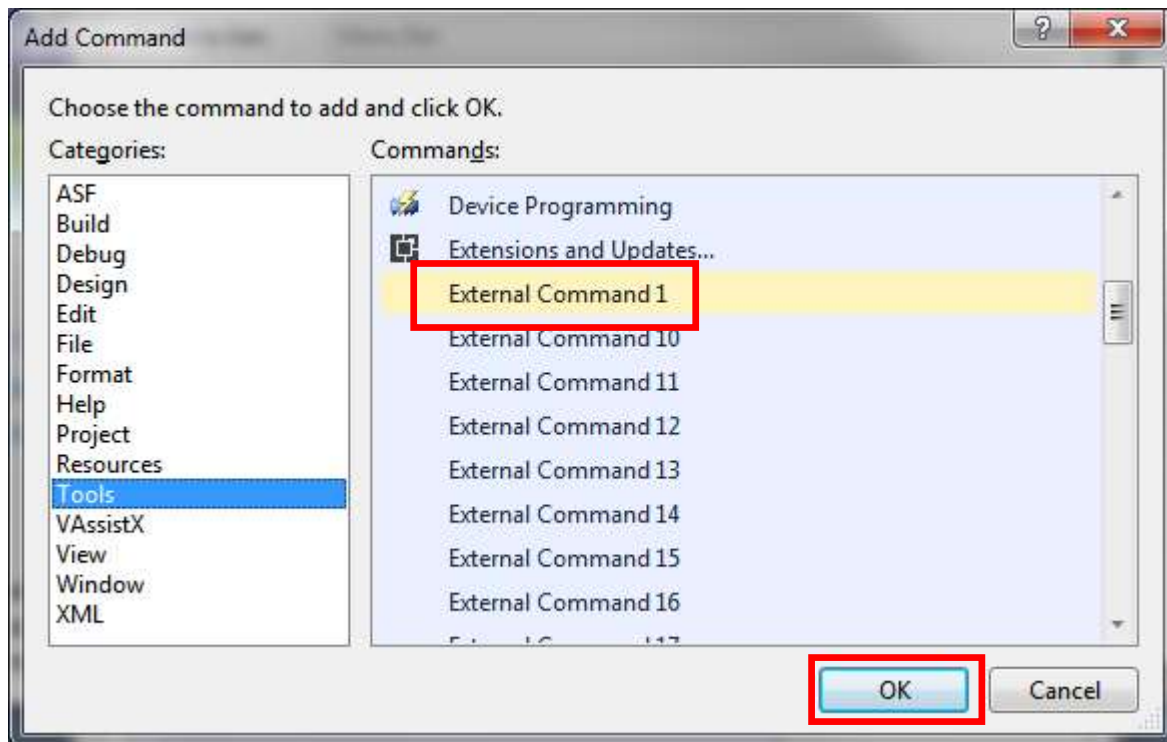 Add Command
Choose the command to add and click OK.
Categories:
Commands:
ASF
Build
Debug
Design
Edit
File
Format
Help
Project
Resources
Tools
VAssistX
View
Window
XML
Device Programming
Extensions and Updates...
External Command 1
External Command 10
External Command 11
External Command 12
External Command 13
External Command 14
External Command 15
External Command 16
OK
Cancel